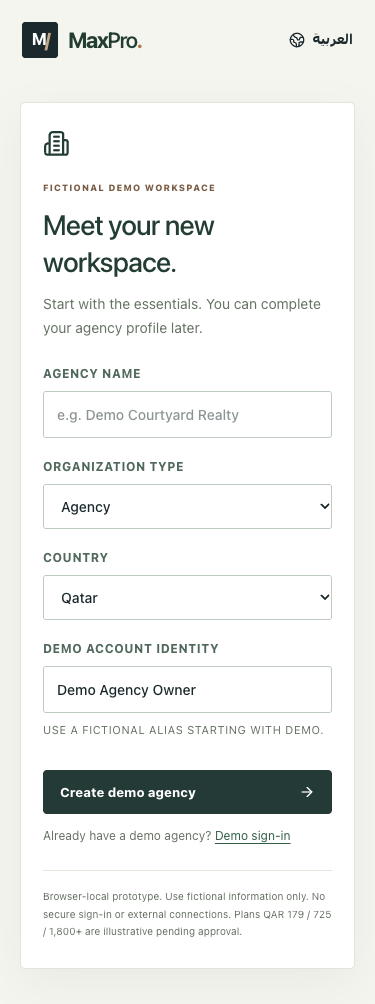 M/ MaxPro. العربية
FICTIONAL DEMO WORKSPACE
Meet your new
workspace.
Start with the essentials. You can complete
your agency profile later.
AGENCY NAME
e.g. Demo Courtyard Realty
ORGANIZATION TYPE
Agency
COUNTRY
Qatar
DEMO ACCOUNT IDENTITY
Demo Agency Owner
USE A FICTIONAL ALIAS STARTING WITH DEMO.
Create demo agency →
Already have a demo agency? Demo sign-in
Browser-local prototype. Use fictional information only. No
secure sign-in or external connections. Plans QAR 179 / 725
/ 1,800+ are illustrative pending approval.